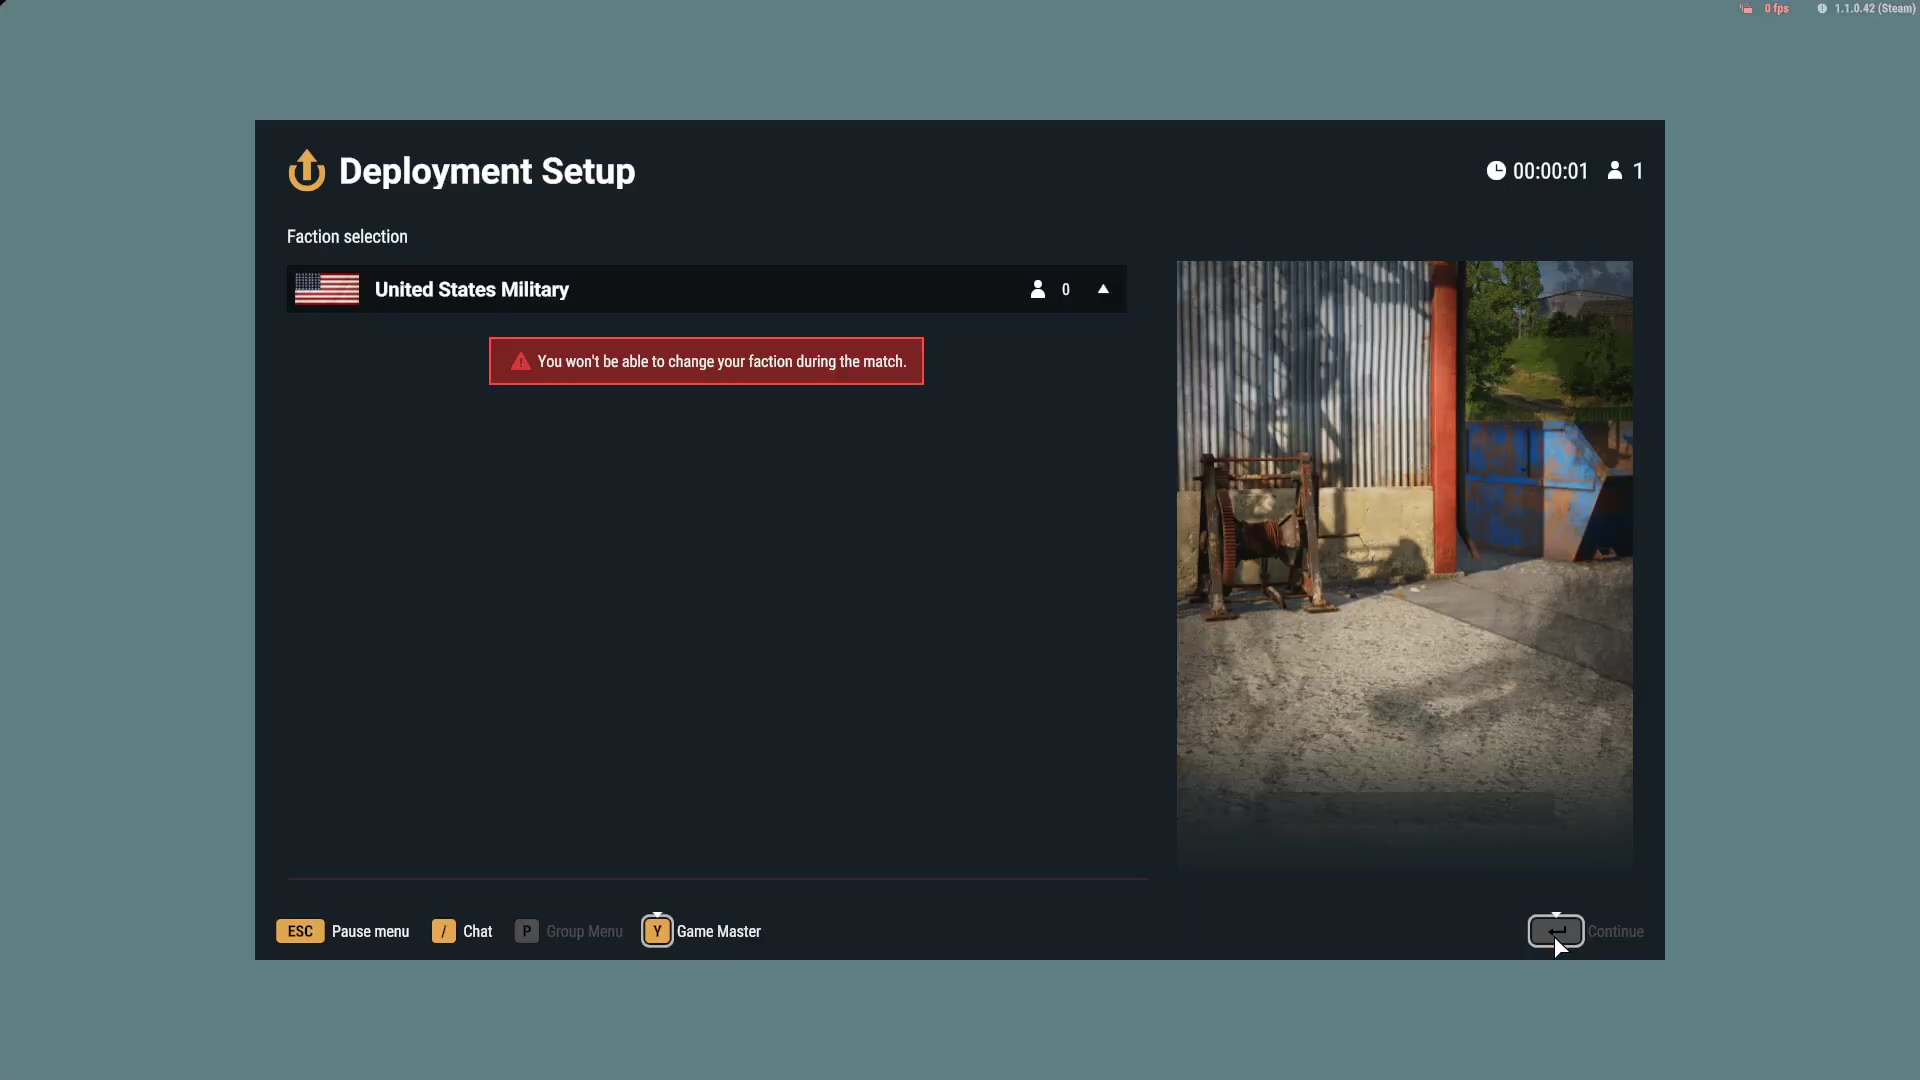 0 fps 1.1.0.42 (Steam)
Deployment Setup 00:00:01 1
Faction selection
United States Military 0
You won't be able to change your faction during the match.
ESC Pause menu / Chat P Group Menu Y Game Master Continue